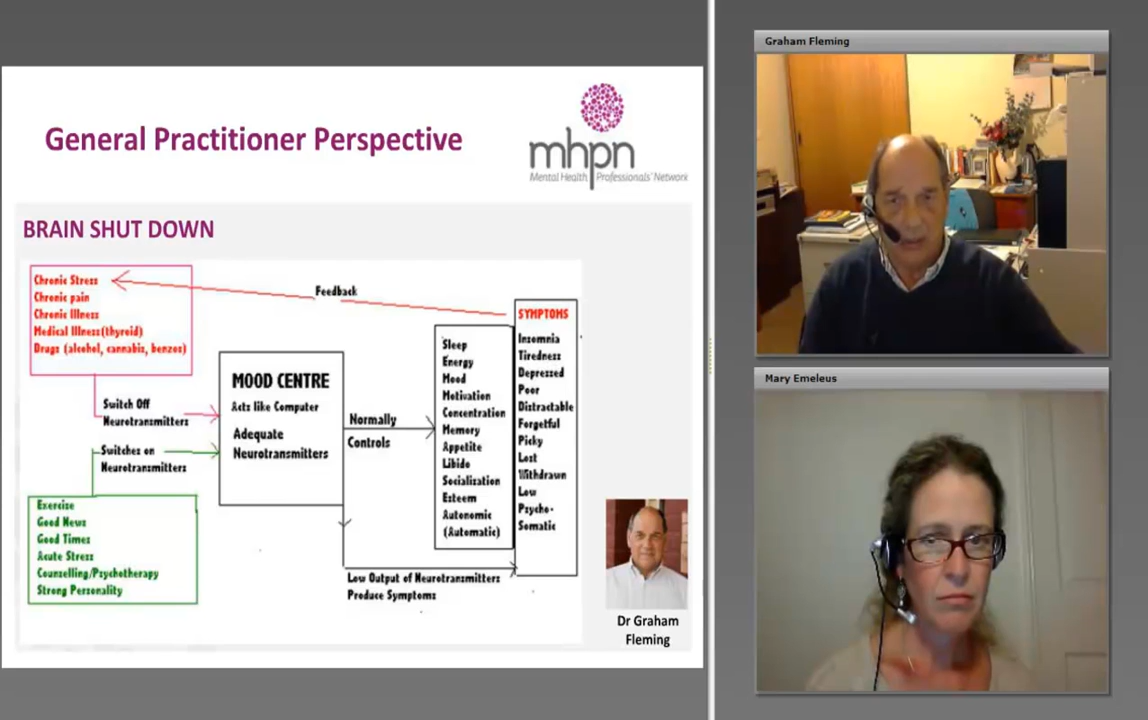 General Practitioner Perspective
mhpn
Mental Health Professionals' Network
BRAIN SHUT DOWN
Chronic Stress
Chronic pain
Chronic Illness
Medical Illness(thyroid)
Drugs (alcohol, cannabis, benzos)
Feedback
Switch Off
Neurotransmitters
Switches on
Neurotransmitters
Exercise
Good News
Good Times
Acute Stress
Counselling/Psychotherapy
Strong Personality
MOOD CENTRE
Acts like Computer
Adequate
Neurotransmitters
Normally
Controls
Sleep
Energy
Mood
Motivation
Concentration
Memory
Appetite
Libido
Socialization
Esteem
Autonomic
(Automatic)
SYMPTOMS
Insomnia
Tiredness
Depressed
Poor
Distractable
Forgetful
Picky
Lost
Withdrawn
Low
Psycho-
Somatic
Low Output of Neurotransmitters
Produce Symptoms
Dr Graham
Fleming
Graham Fleming
Mary Emeleus